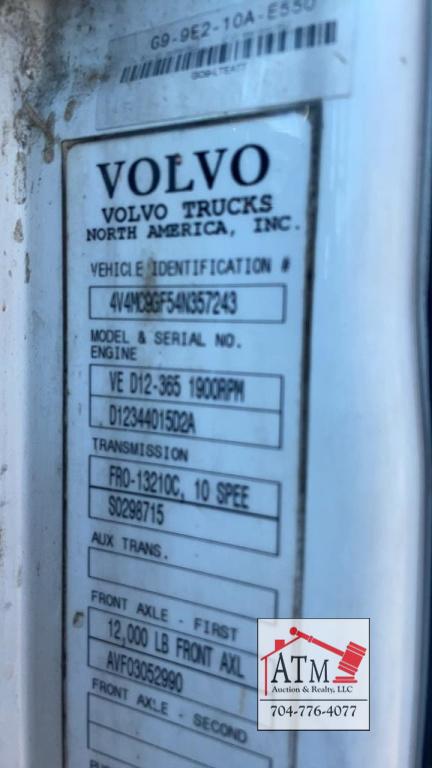 G9-9E2-10A-E550
VOLVO
VOLVO TRUCKS
NORTH AMERICA, INC.
VEHICLE IDENTIFICATION #
4V4MC9GF54N357243
MODEL & SERIAL NO.
ENGINE
VE D12-365 1900RPM
D12344015D2A
TRANSMISSION
FRO-13210C, 10 SPEE
S0298715
AUX TRANS.
FRONT AXLE - FIRST
12,000 LB FRONT AXL
AVF03052990
FRONT AXLE - SECOND
ATM
Auction & Realty, LLC
704-776-4077